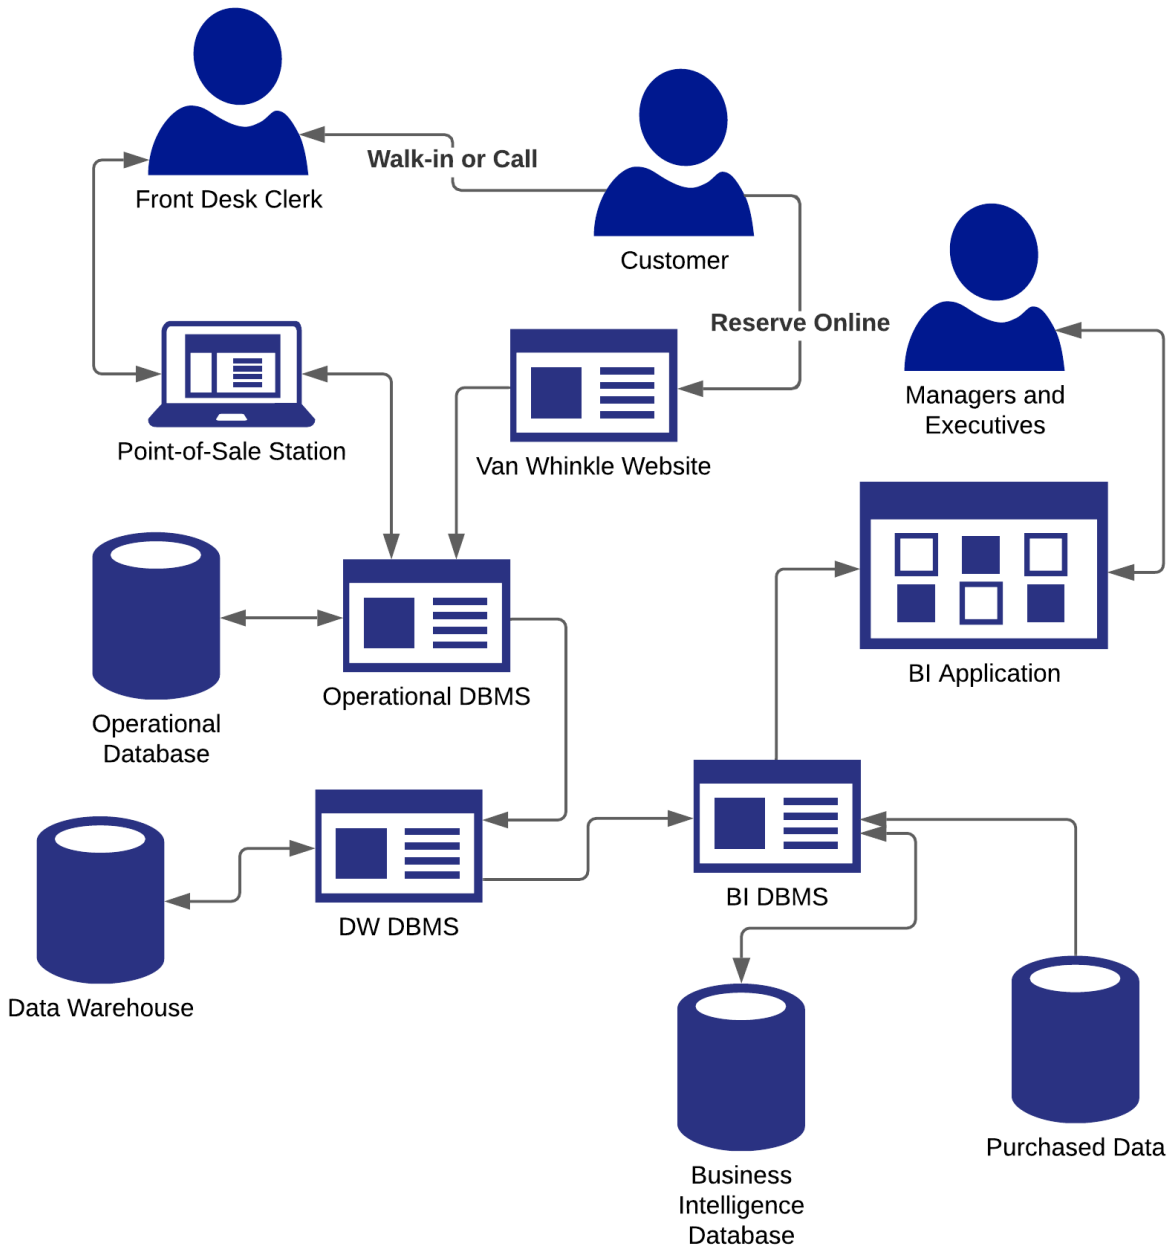 Walk-in or Call
Front Desk Clerk
Customer
Reserve Online
Managers and
Executives
Point-of-Sale Station
Van Whinkle Website
BI Application
Operational DBMS
Operational
Database
BI DBMS
DW DBMS
Data Warehouse
Purchased Data
Business
Intelligence
Database